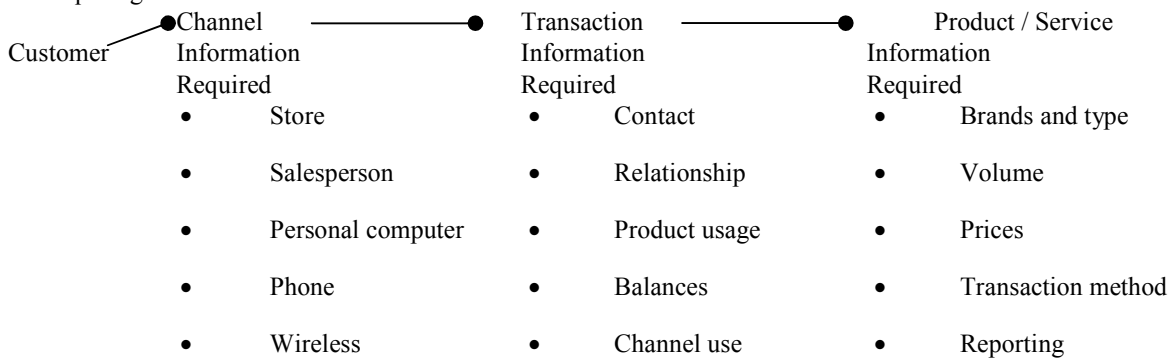 Channel Transaction Product / Service
Customer Information Information Information
Required Required Required
• Store • Contact • Brands and type
• Salesperson • Relationship • Volume
• Personal computer • Product usage • Prices
• Phone • Balances • Transaction method
• Wireless • Channel use • Reporting